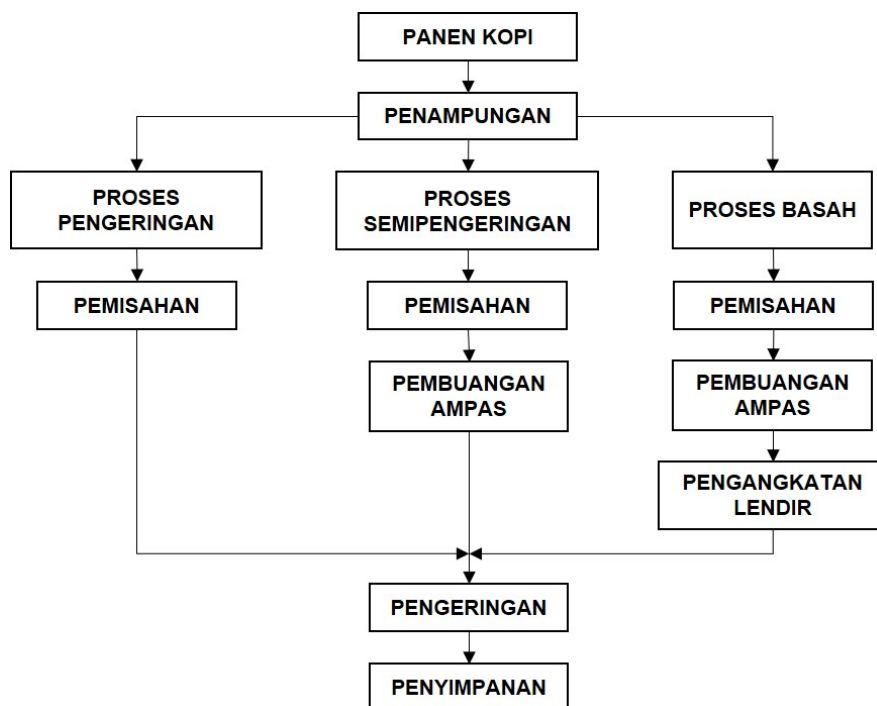 PANEN KOPI
PENAMPUNGAN
PROSES
PENGERINGAN
PROSES
SEMIPENGERINGAN
PROSES BASAH
PEMISAHAN
PEMISAHAN
PEMISAHAN
PEMBUANGAN
AMPAS
PEMBUANGAN
AMPAS
PENGANGKATAN
LENDIR
PENGERINGAN
PENYIMPANAN